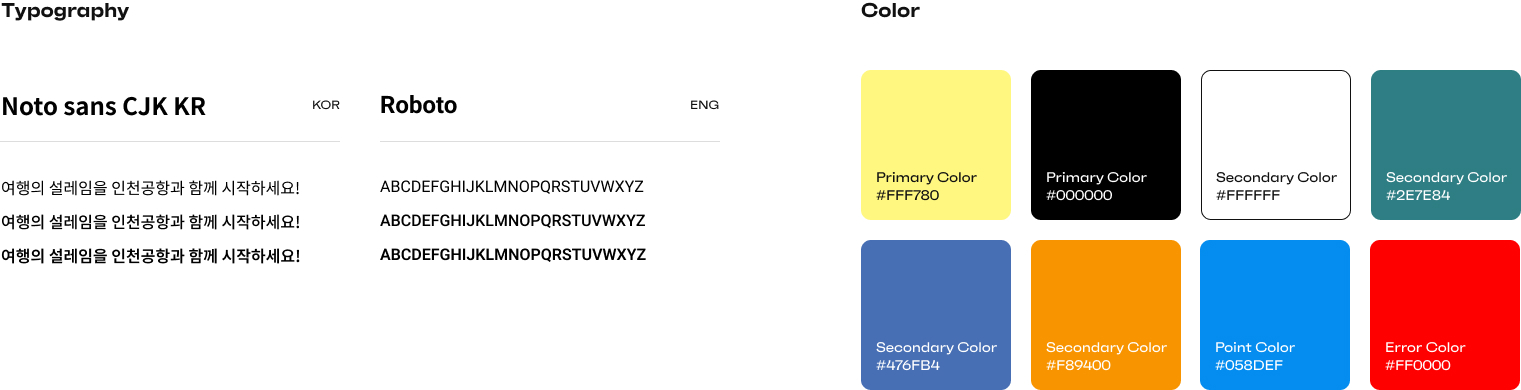 Typography
Noto sans CJK KR
KOR
여행의 설레임을 인천공항과 함께 시작하세요!
여행의 설레임을 인천공항과 함께 시작하세요!
여행의 설레임을 인천공항과 함께 시작하세요!
Roboto
ENG
ABCDEFGHIJKLMNOPQRSTUVWXYZ
ABCDEFGHIJKLMNOPQRSTUVWXYZ
ABCDEFGHIJKLMNOPQRSTUVWXYZ
Color
Primary Color
#FFF780
Primary Color
#000000
Secondary Color
#FFFFFF
Secondary Color
#2E7E84
Secondary Color
#476FB4
Secondary Color
#F89400
Point Color
#058DEF
Error Color
#FF0000